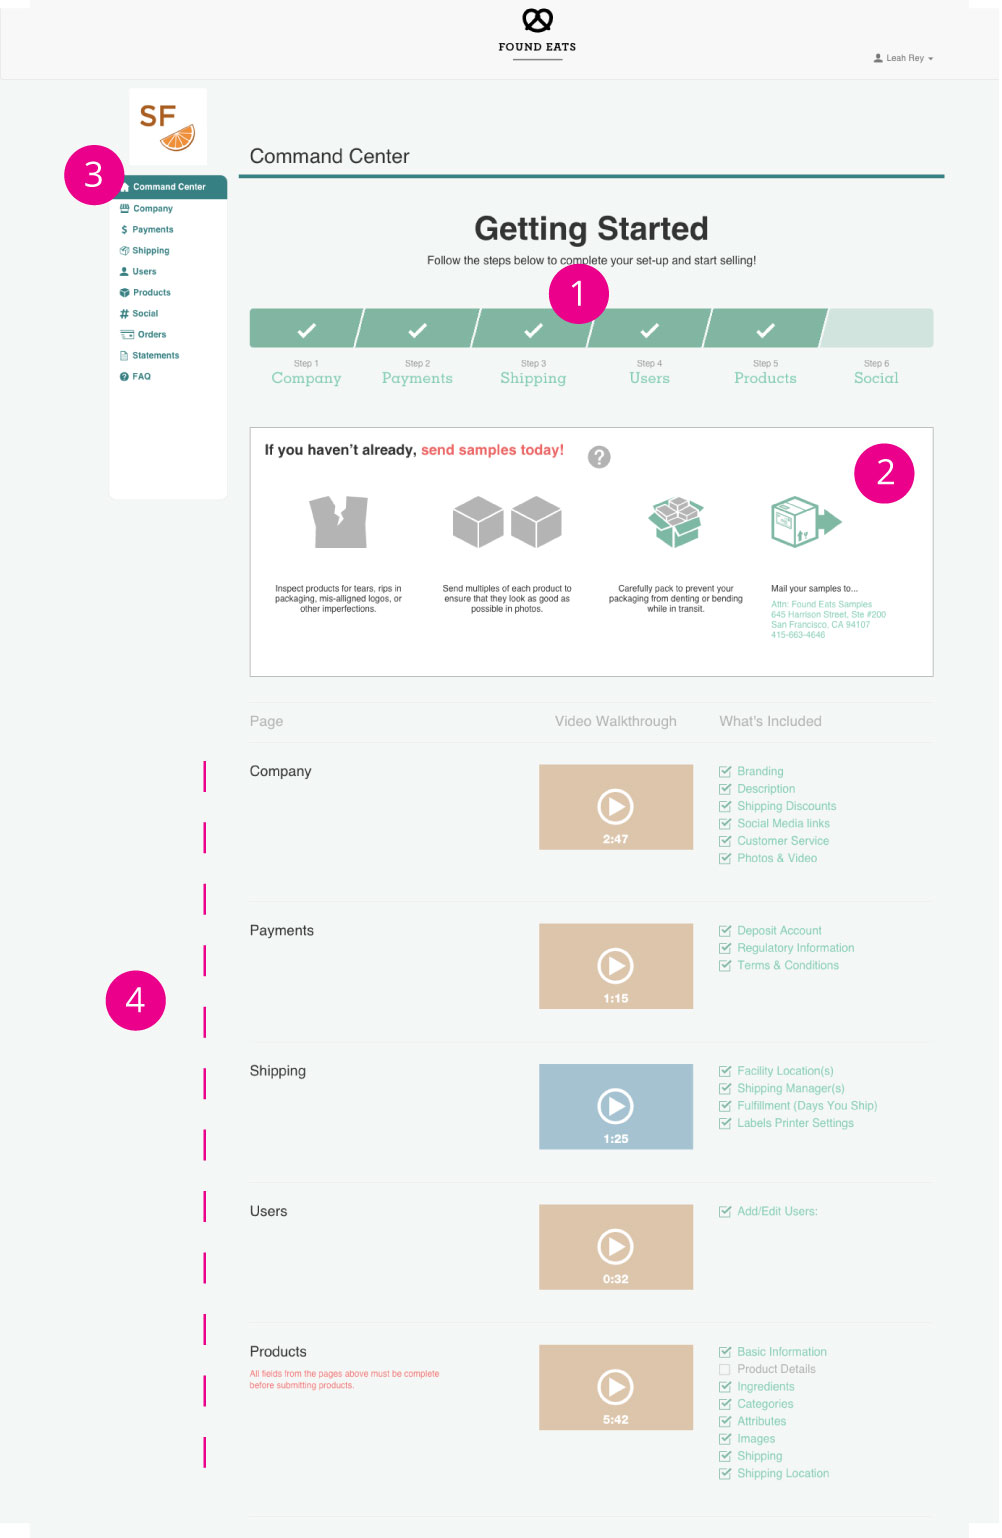 FOUND EATS
Leah Rey
SF
3
Command Center
Company
Payments
Shipping
Users
Products
# Social
Orders
Statements
FAQ
Command Center
Getting Started
Follow the steps below to complete your set-up and start selling!
1
Step 1
Company
Step 2
Payments
Step 3
Shipping
Step 4
Users
Step 5
Products
Step 6
Social
If you haven't already, send samples today!
?
2
Inspect products for tears, rips in
packaging, mis-alligned logos, or
other imperfections.
Send multiples of each product to
ensure that they look as good as
possible in photos.
Carefully pack to prevent your
packaging from denting or bending
while in transit.
Mail your samples to...
Attn: Found Eats Samples
645 Harrison Street, Ste #200
San Francisco, CA 94107
415-663-4646
Page
Video Walkthrough
What's Included
Company
2:47
Branding
Description
Shipping Discounts
Social Media links
Customer Service
Photos & Video
Payments
1:15
Deposit Account
Regulatory Information
Terms & Conditions
4
Shipping
1:25
Facility Location(s)
Shipping Manager(s)
Fulfillment (Days You Ship)
Labels Printer Settings
Users
0:32
Add/Edit Users:
Products
All fields from the pages above must be complete
before submitting products.
5:42
Basic Information
Product Details
Ingredients
Categories
Attributes
Images
Shipping
Shipping Location